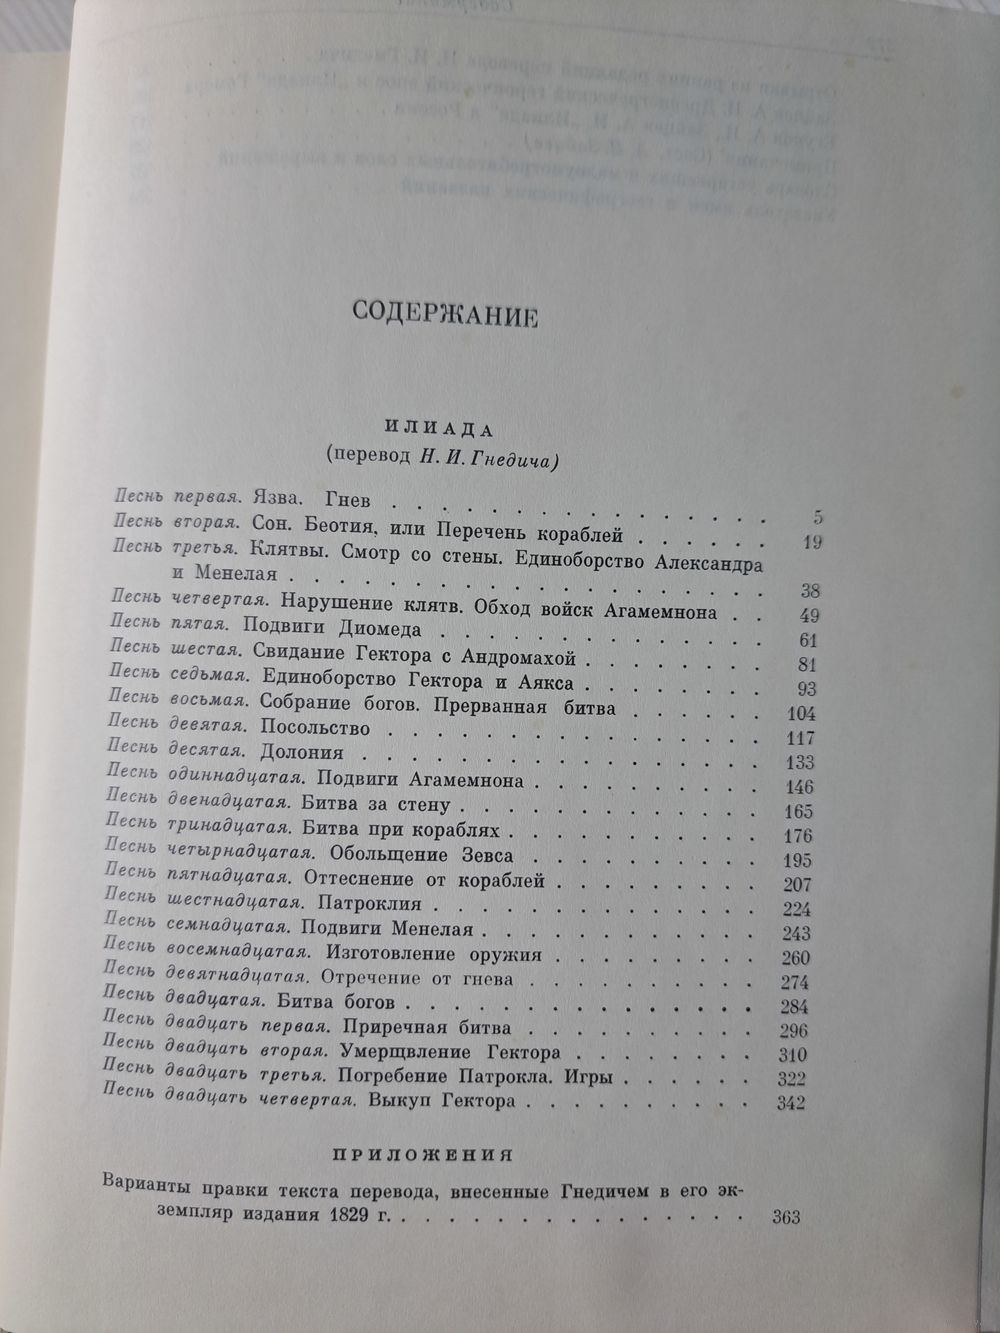 СОДЕРЖАНИЕ
ИЛИАДА
(перевод Н. И. Гнедича)
Песнь первая. Язва. Гнев . . . . . . . . . . . . . . . . 5
Песнь вторая. Сон. Беотия, или Перечень кораблей . . . . . . 19
Песнь третья. Клятвы. Смотр со стены. Единоборство Александра
и Менелая . . . . . . . . . . . . . . . . . . 38
Песнь четвертая. Нарушение клятв. Обход войск Агамемнона . . 49
Песнь пятая. Подвиги Диомеда . . . . . . . . . . . . . . 61
Песнь шестая. Свидание Гектора с Андромахой . . . . . . . . 81
Песнь седьмая. Единоборство Гектора и Аякса . . . . . . . . 93
Песнь восьмая. Собрание богов. Прерванная битва . . . . . . 104
Песнь девятая. Посольство . . . . . . . . . . . . . . . 117
Песнь десятая. Долония . . . . . . . . . . . . . . . . 133
Песнь одиннадцатая. Подвиги Агамемнона . . . . . . . . . . 146
Песнь двенадцатая. Битва за стену . . . . . . . . . . . . . 165
Песнь тринадцатая. Битва при кораблях . . . . . . . . . . . 176
Песнь четырнадцатая. Обольщение Зевса . . . . . . . . . . 195
Песнь пятнадцатая. Оттеснение от кораблей . . . . . . . . . 207
Песнь шестнадцатая. Патроклия . . . . . . . . . . . . . . 224
Песнь семнадцатая. Подвиги Менелая . . . . . . . . . . . . 243
Песнь восемнадцатая. Изготовление оружия . . . . . . . . . 260
Песнь девятнадцатая. Отречение от гнева . . . . . . . . . . 274
Песнь двадцатая. Битва богов . . . . . . . . . . . . . . . 284
Песнь двадцать первая. Приречная битва . . . . . . . . . . 296
Песнь двадцать вторая. Умерщвление Гектора . . . . . . . . 310
Песнь двадцать третья. Погребение Патрокла. Игры . . . . . . 322
Песнь двадцать четвертая. Выкуп Гектора . . . . . . . . . . 342
ПРИЛОЖЕНИЯ
Варианты правки текста перевода, внесенные Гнедичем в его эк-
земпляр издания 1829 г. . . . . . . . . . . . . . . . 363